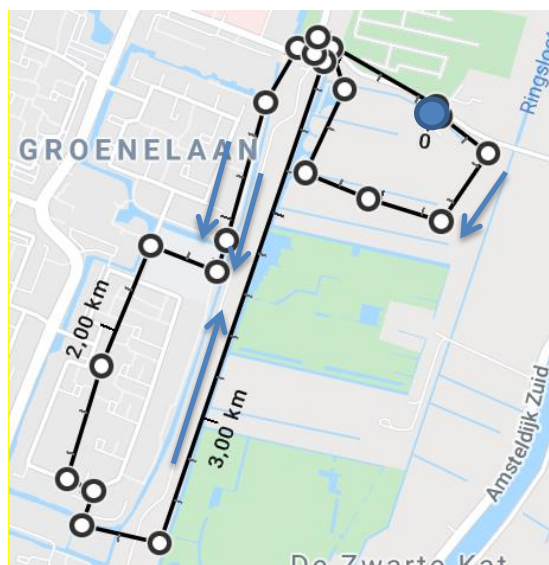 Ringsloot
0
GROENELAAN
2,00 km
3,00 km
Amsteldijk Zuid
De Zwarte Kat